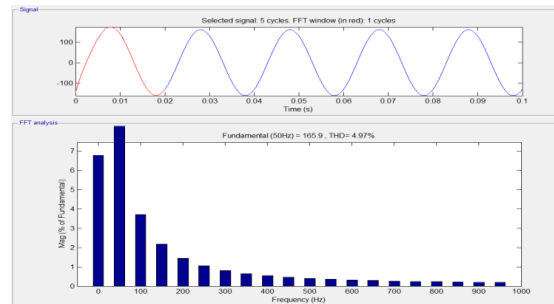 Signal
Selected signal: 5 cycles. FFT window (in red): 1 cycles
100
0
-100
0 0.01 0.02 0.03 0.04 0.05 0.06 0.07 0.08 0.09 0.1
Time (s)
FFT analysis
Fundamental (50Hz) = 165.9 , THD= 4.97%
7
6
5
4
3
2
1
0
Mag (% of Fundamental)
0 100 200 300 400 500 600 700 800 900 1000
Frequency (Hz)